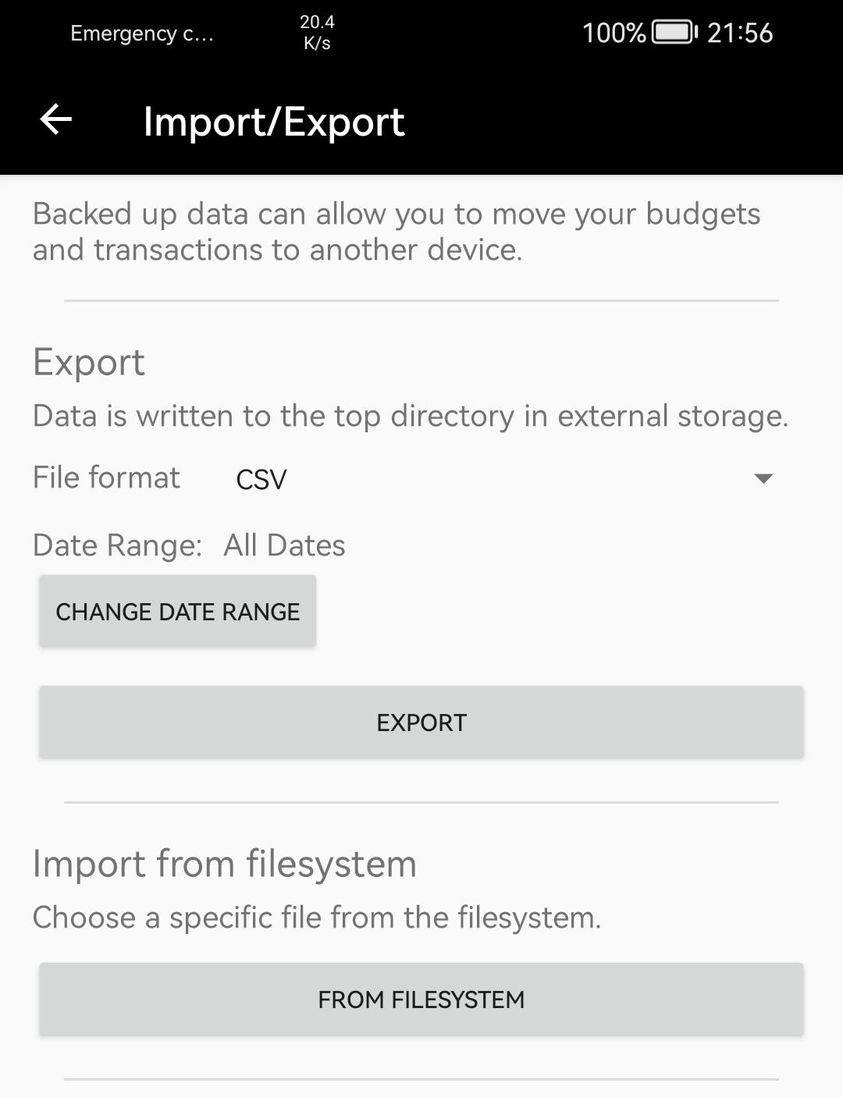 Emergency c...
20.4
K/s
100%
21:56
Import/Export
Backed up data can allow you to move your budgets
and transactions to another device.
Export
Data is written to the top directory in external storage.
File format CSV
Date Range: All Dates
CHANGE DATE RANGE
EXPORT
Import from filesystem
Choose a specific file from the filesystem.
FROM FILESYSTEM